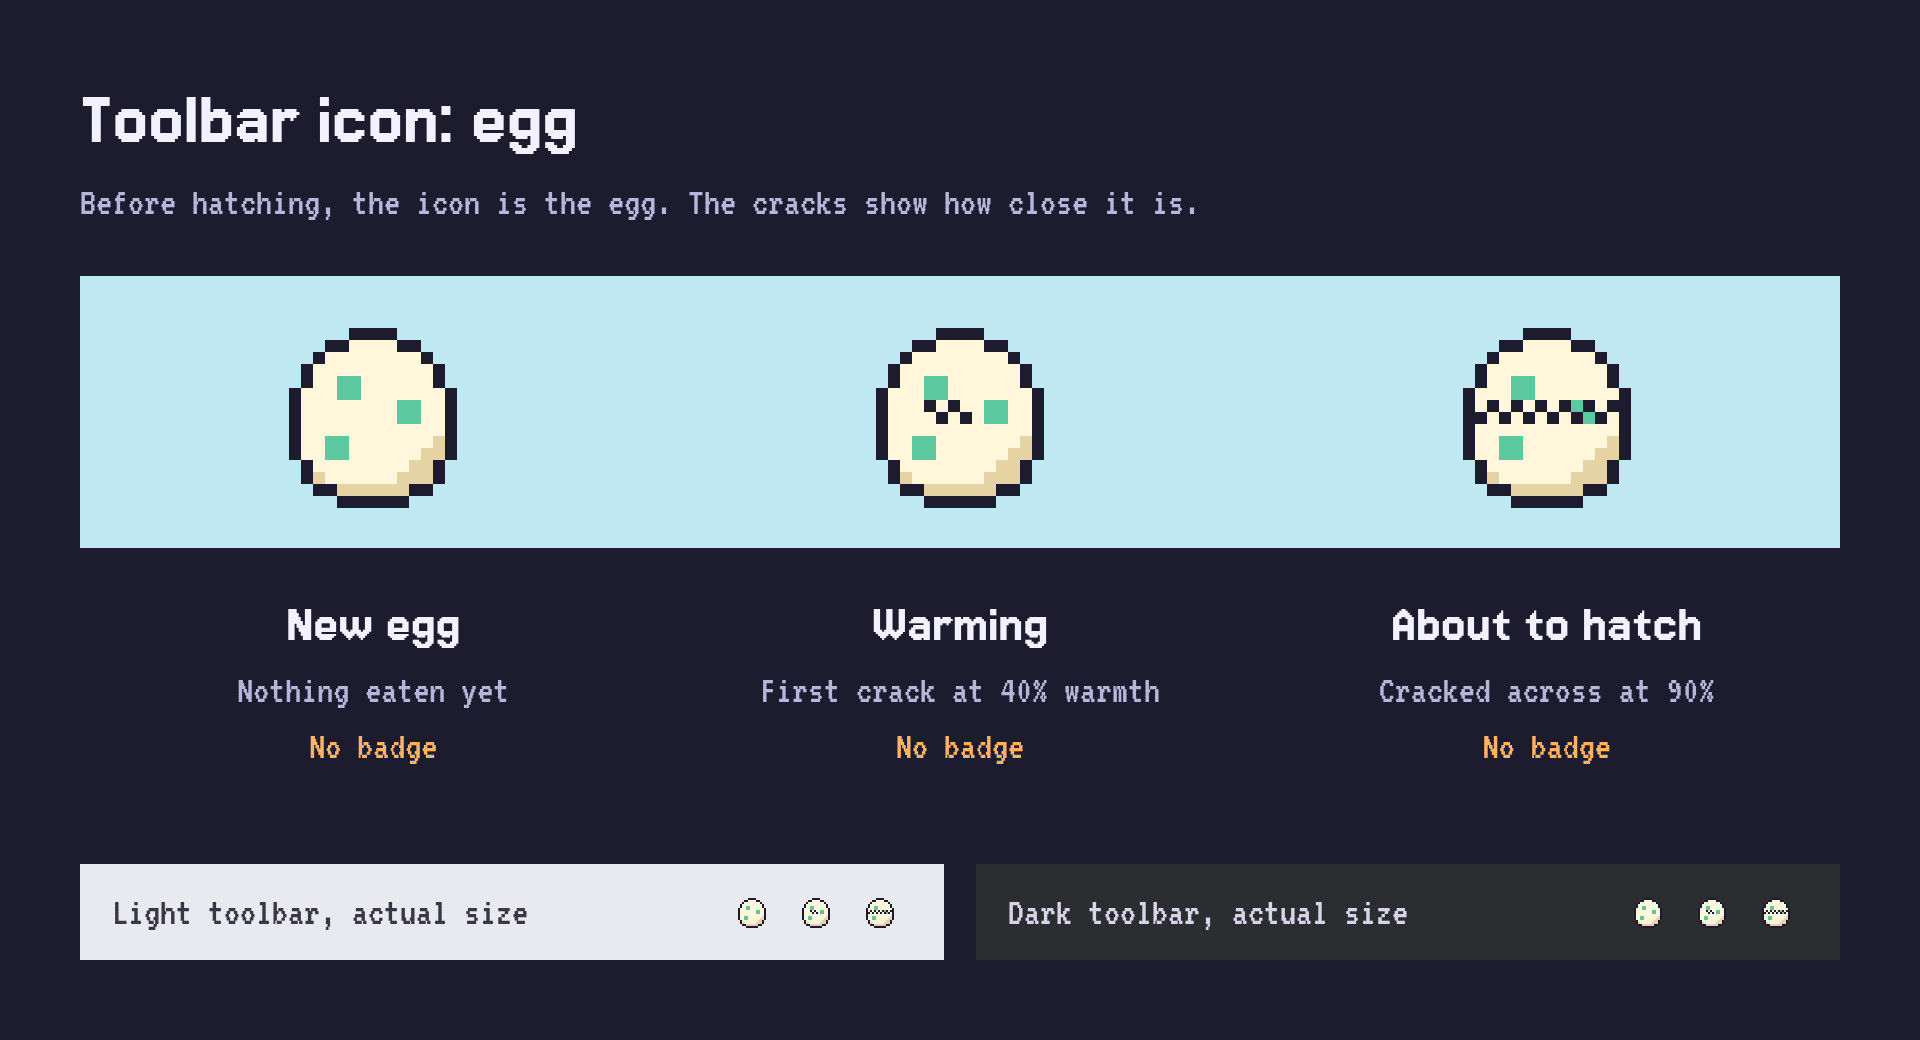 Toolbar icon: egg
Before hatching, the icon is the egg. The cracks show how close it is.
New egg
Nothing eaten yet
No badge
Warming
First crack at 40% warmth
No badge
About to hatch
Cracked across at 90%
No badge
Light toolbar, actual size
Dark toolbar, actual size